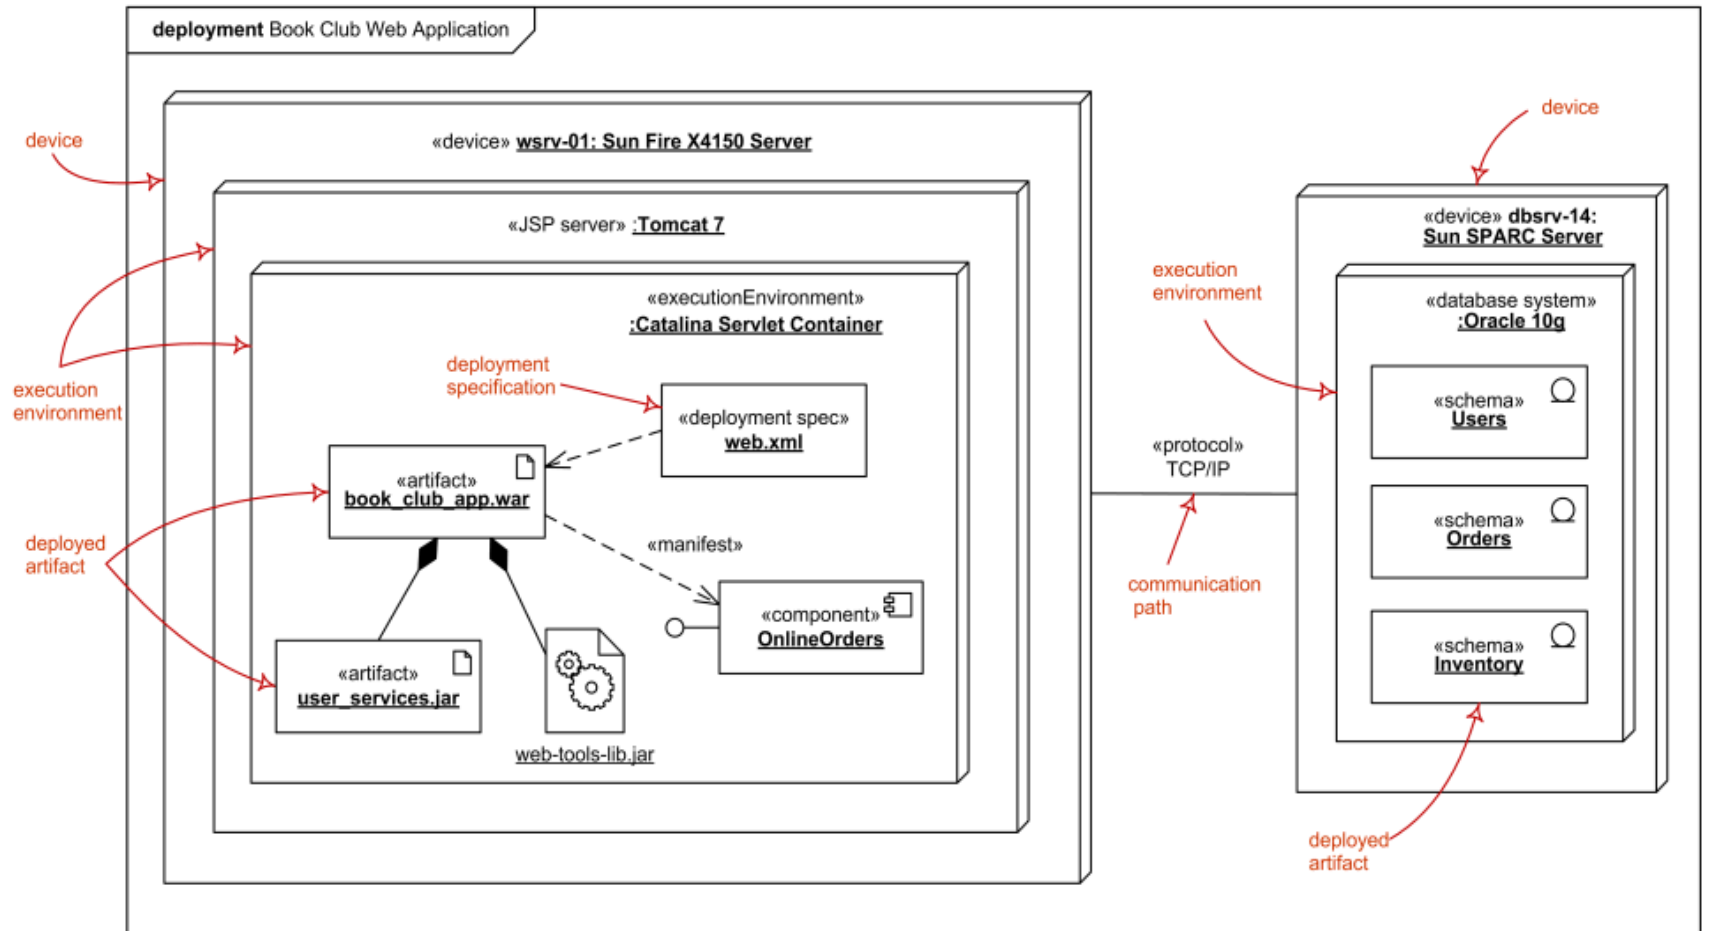 deployment Book Club Web Application
device
«device» wsrv-01: Sun Fire X4150 Server
«JSP server» :Tomcat 7
execution
environment
«executionEnvironment»
:Catalina Servlet Container
deployment
specification
«deployment spec»
web.xml
«artifact»
book_club_app.war
deployed
artifact
«manifest»
«component»
OnlineOrders
«artifact»
user_services.jar
web-tools-lib.jar
«protocol»
TCP/IP
communication
path
device
«device» dbsrv-14:
Sun SPARC Server
execution
environment
«database system»
:Oracle 10g
«schema»
Users
«schema»
Orders
«schema»
Inventory
deployed
artifact